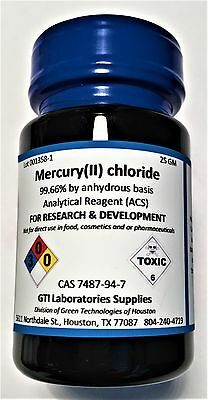 Lot 001358-1 25 GM
Mercury(II) chloride
99.66% by anhydrous basis
Analytical Reagent (ACS)
FOR RESEARCH & DEVELOPMENT
Not for direct use in food, cosmetics and or pharmaceuticals
0
3 0
TOXIC
6
CAS 7487-94-7
GTI Laboratories Supplies
Division of Green Technologies of Houston
5611 Northdale St., Houston, TX 77087 804-240-4719